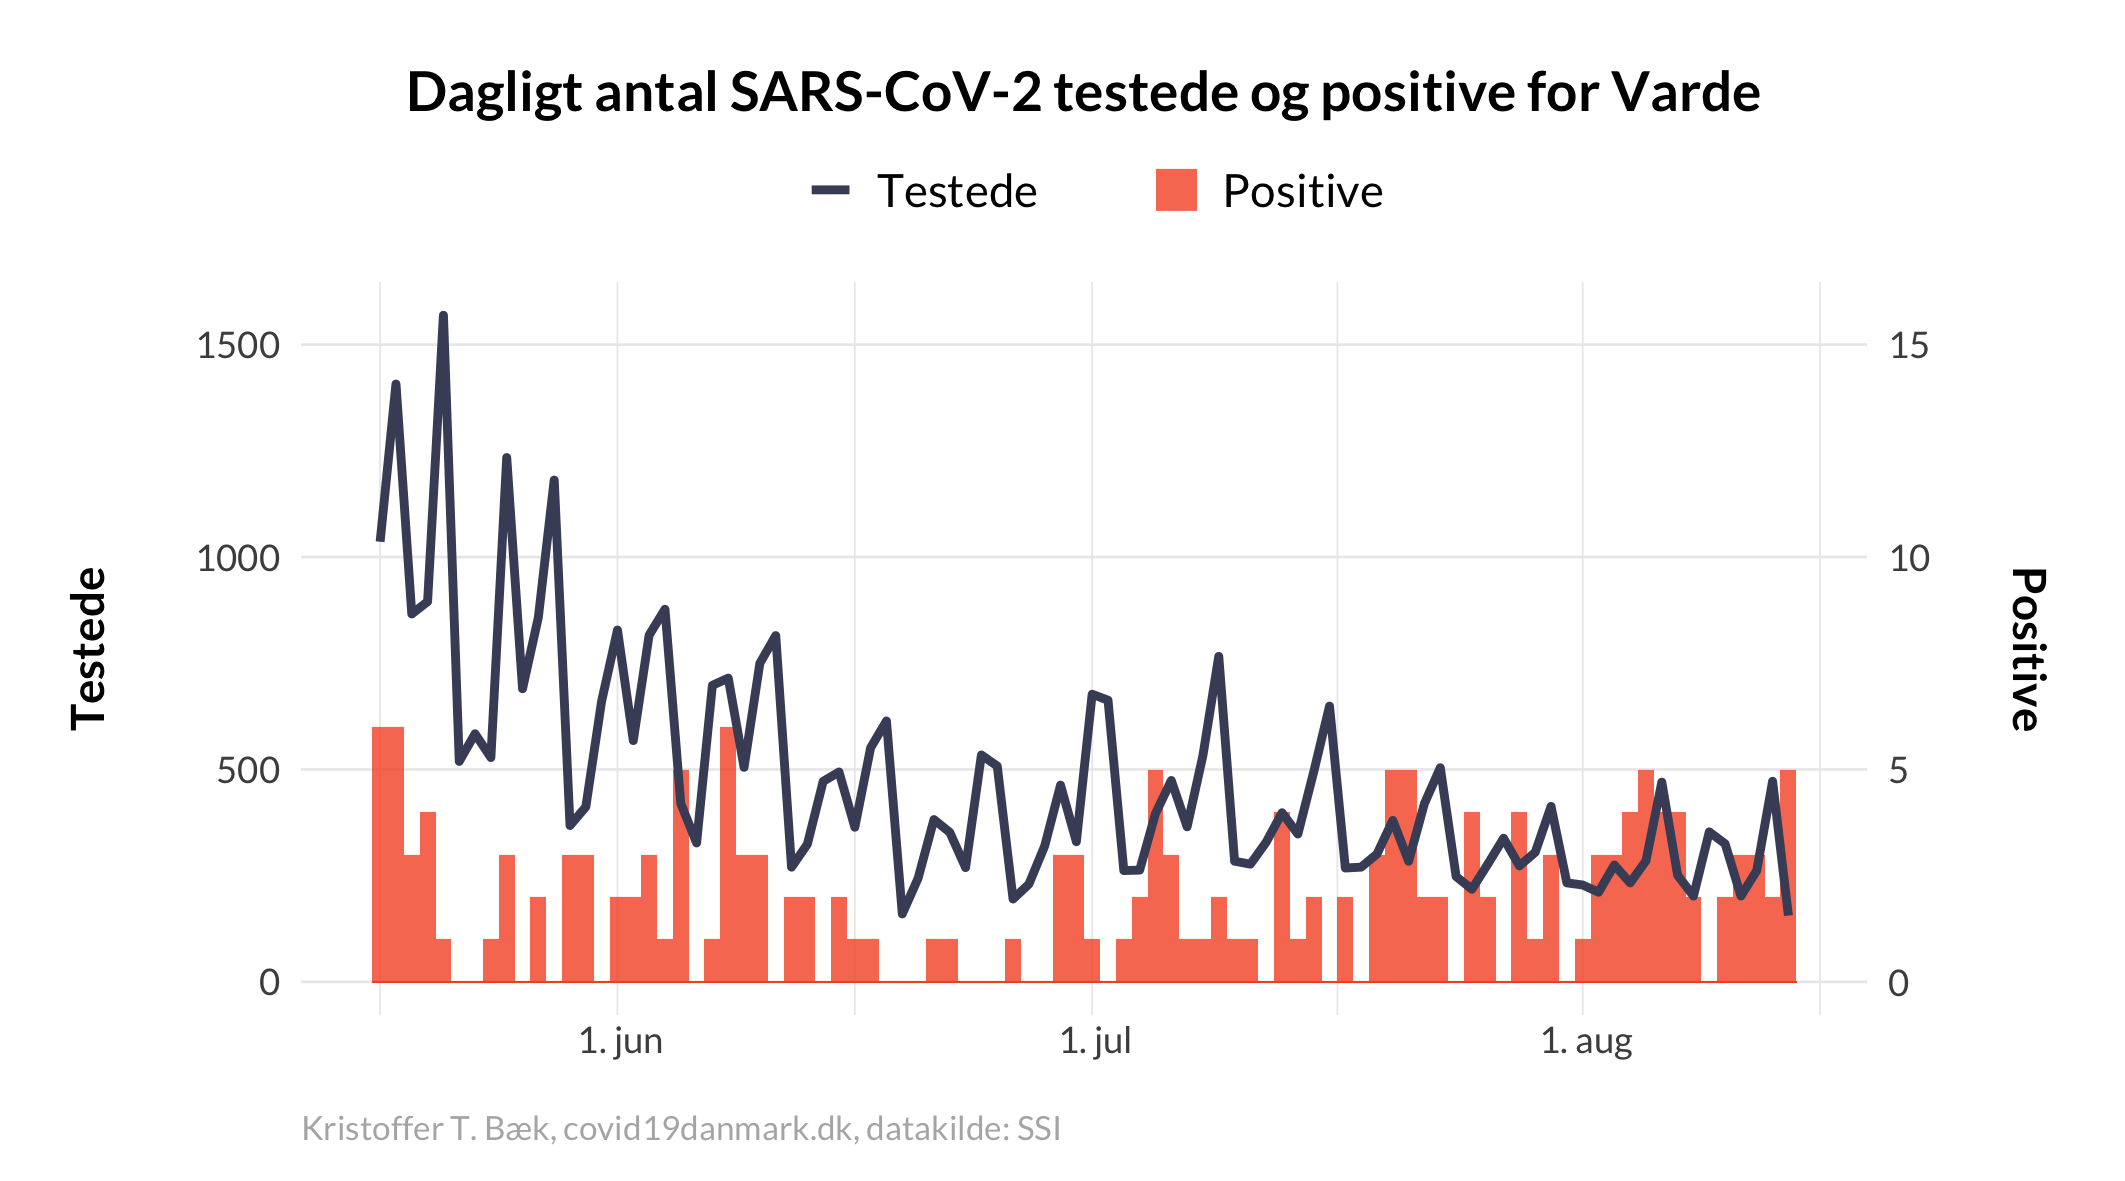 Dagligt antal SARS-CoV-2 testede og positive for Varde
Testede Positive
1500 15
1000 10
Testede Positive
500 5
0 0
1. jun 1. jul 1. aug
Kristoffer T. Bæk, covid19danmark.dk, datakilde: SSI